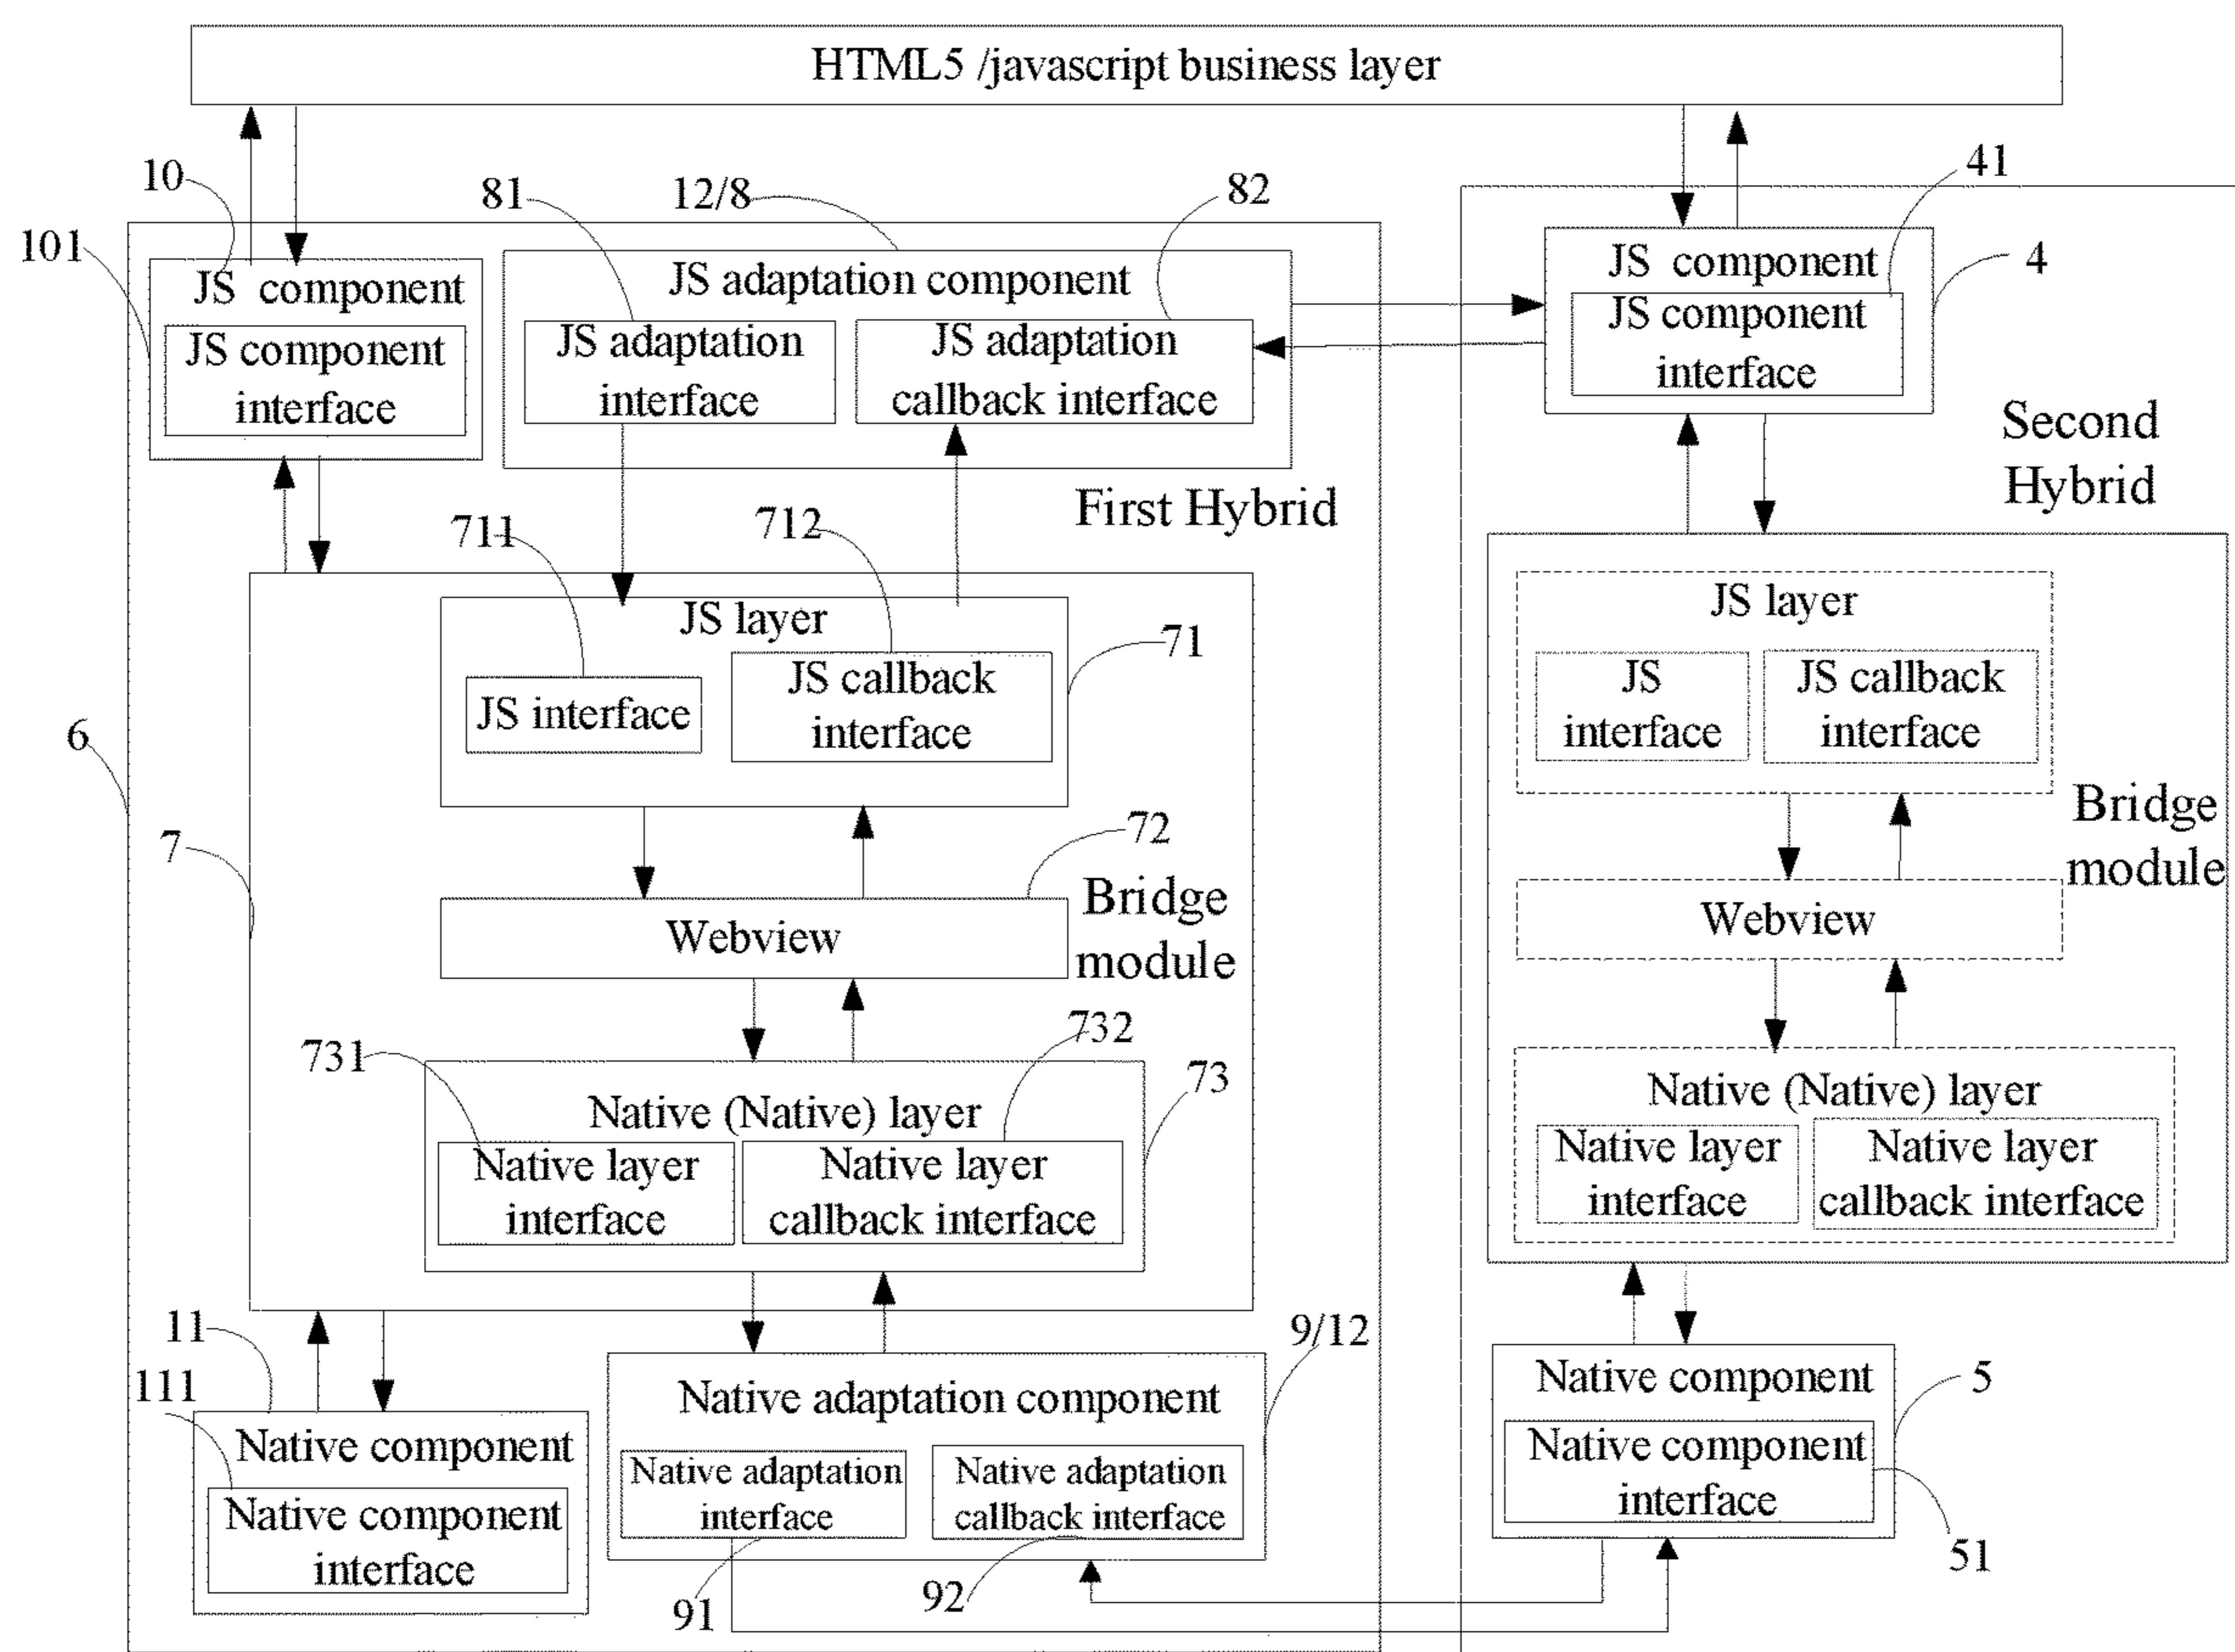 HTML5 /javascript business layer
10
101
81
12/8
82
41
4
JS component
JS component
interface
JS adaptation component
JS adaptation
interface
JS adaptation
callback interface
JS component
JS component
interface
First Hybrid
Second
Hybrid
711
712
71
JS layer
JS interface
JS callback
interface
6
7
72
Webview
Bridge
module
731
732
73
Native (Native) layer
Native layer
interface
Native layer
callback interface
JS layer
JS
interface
JS callback
interface
Bridge
module
Webview
Native (Native) layer
Native layer
interface
Native layer
callback interface
11
111
Native component
Native component
interface
9/12
Native adaptation component
Native adaptation
interface
Native adaptation
callback interface
91
92
Native component
Native component
interface
5
51